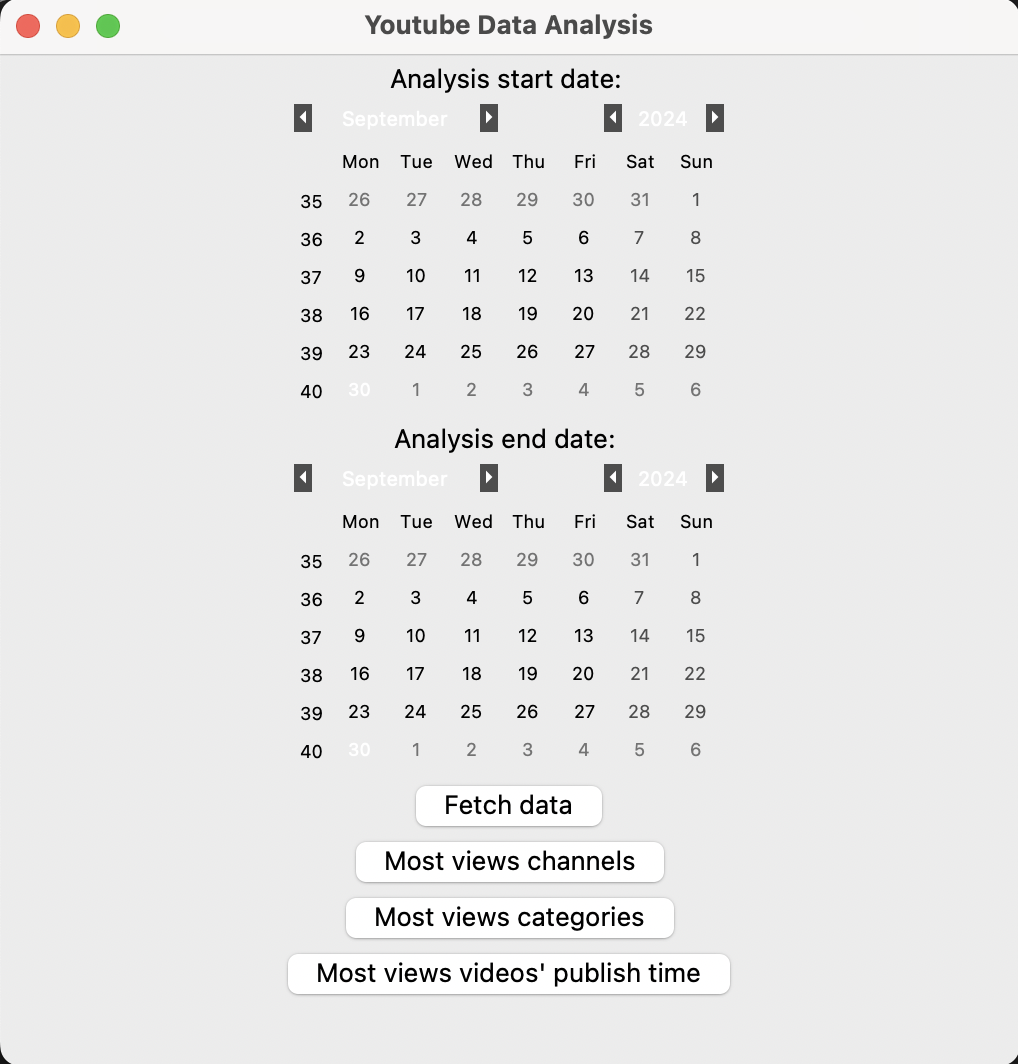 Youtube Data Analysis
Analysis start date:
September 2024
Mon Tue Wed Thu Fri Sat Sun
35 26 27 28 29 30 31 1
36 2 3 4 5 6 7 8
37 9 10 11 12 13 14 15
38 16 17 18 19 20 21 22
39 23 24 25 26 27 28 29
40 30 1 2 3 4 5 6
Analysis end date:
September 2024
Mon Tue Wed Thu Fri Sat Sun
35 26 27 28 29 30 31 1
36 2 3 4 5 6 7 8
37 9 10 11 12 13 14 15
38 16 17 18 19 20 21 22
39 23 24 25 26 27 28 29
40 30 1 2 3 4 5 6
Fetch data
Most views channels
Most views categories
Most views videos' publish time